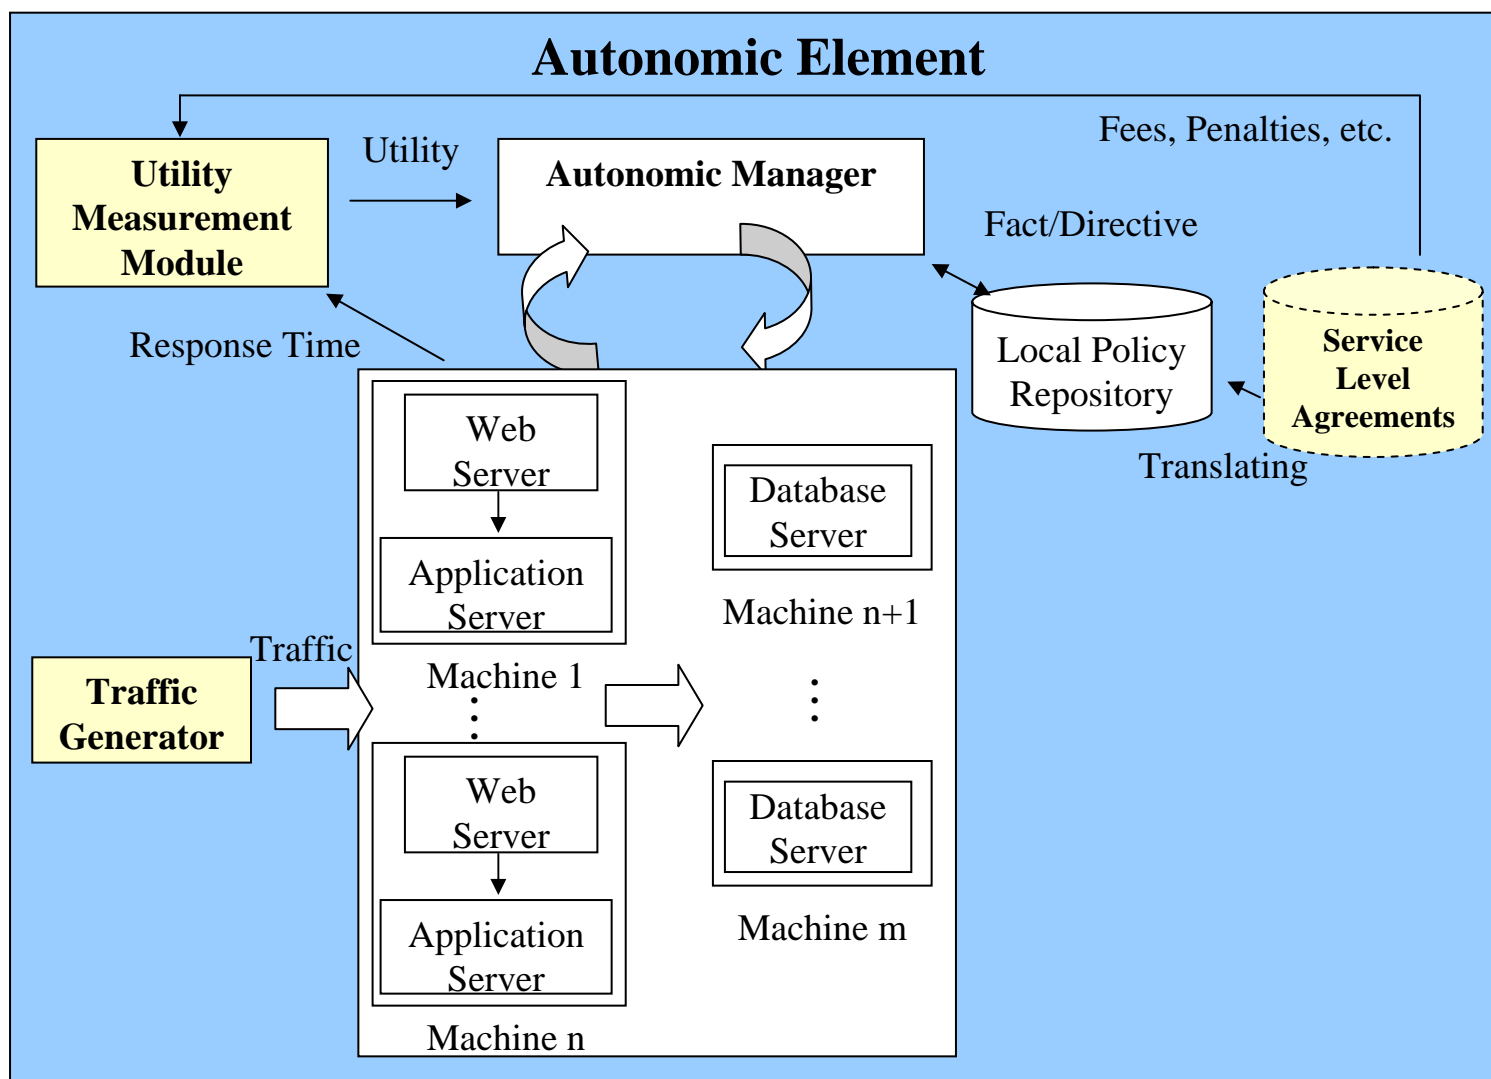 Autonomic Element
Fees, Penalties, etc.
Utility
Measurement
Module
Utility
Autonomic Manager
Fact/Directive
Response Time
Local Policy
Repository
Service
Level
Agreements
Translating
Web
Server
Application
Server
Machine 1
⋮
Database
Server
Machine n+1
⋮
Traffic
Traffic
Generator
Web
Server
Application
Server
Machine n
Database
Server
Machine m